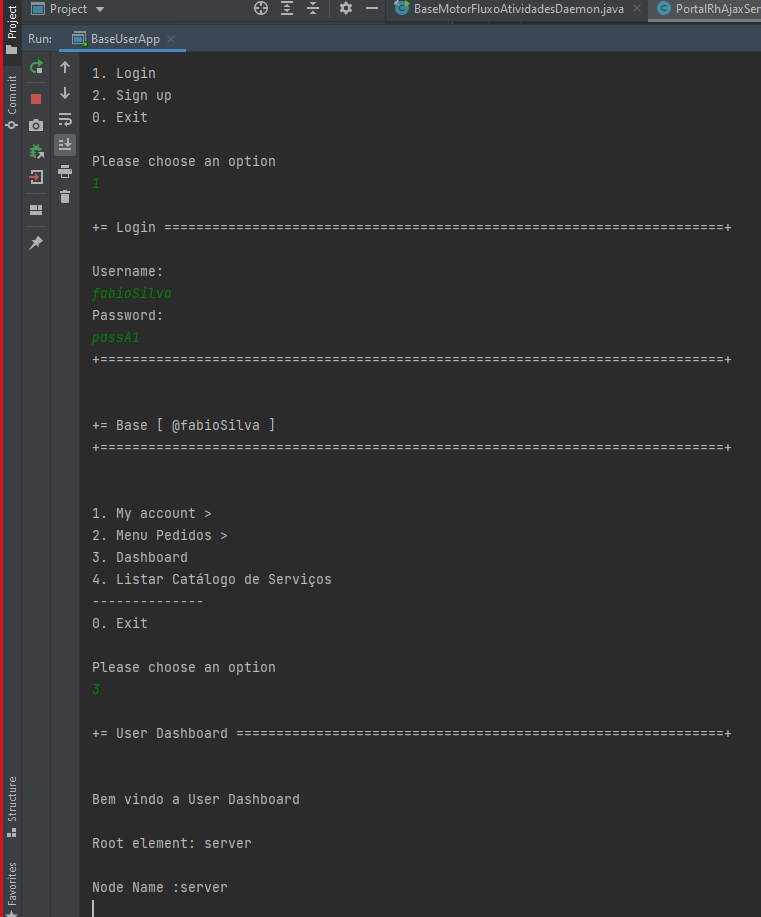 Project
BaseMotorFluxoAtividadesDaemon.java
PortalRhAjaxSer
Run:
BaseUserApp
Project
Commit
Structure
Favorites
1. Login
2. Sign up
0. Exit
Please choose an option
1
+= Login ======================================================================+
Username:
fabioSilva
Password:
passA1
+==============================================================================+
+= Base [ @fabioSilva ]
+==============================================================================+
1. My account >
2. Menu Pedidos >
3. Dashboard
4. Listar Catálogo de Serviços
--------------
0. Exit
Please choose an option
3
+= User Dashboard =============================================================+
Bem vindo a User Dashboard
Root element: server
Node Name :server